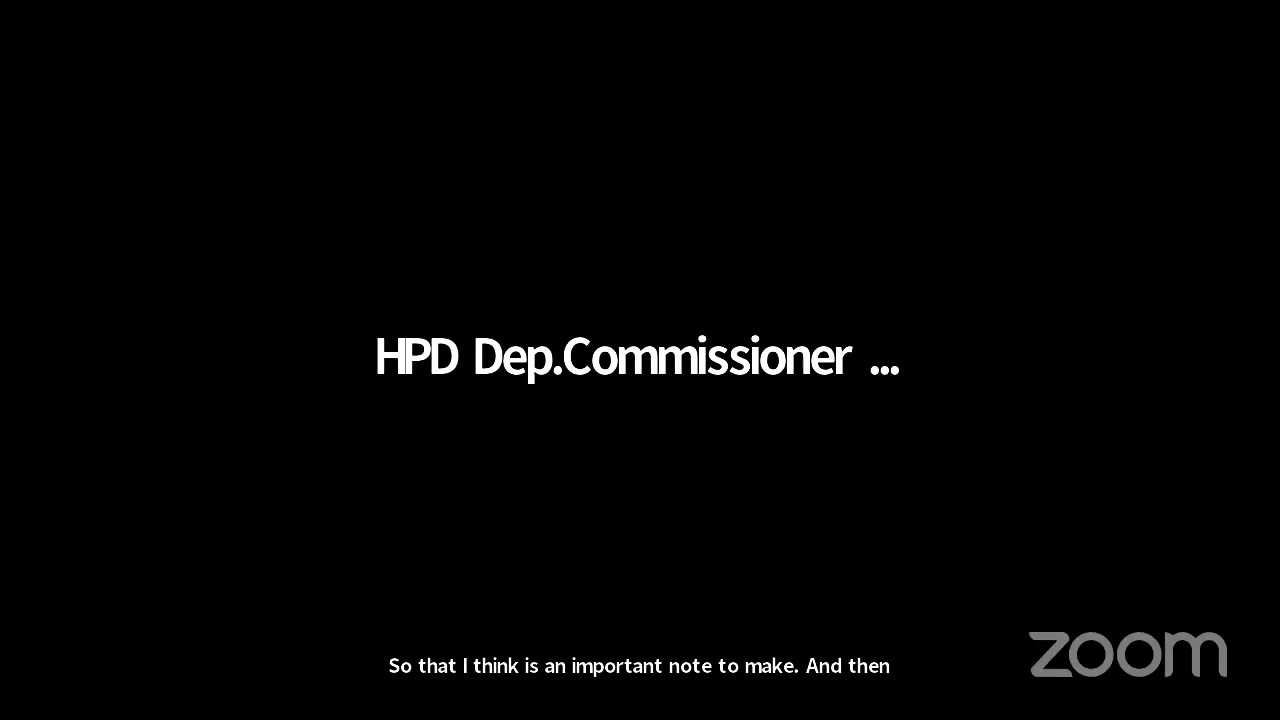 HPD Dep.Commissioner ...
So that I think is an important note to make. And then
zoom